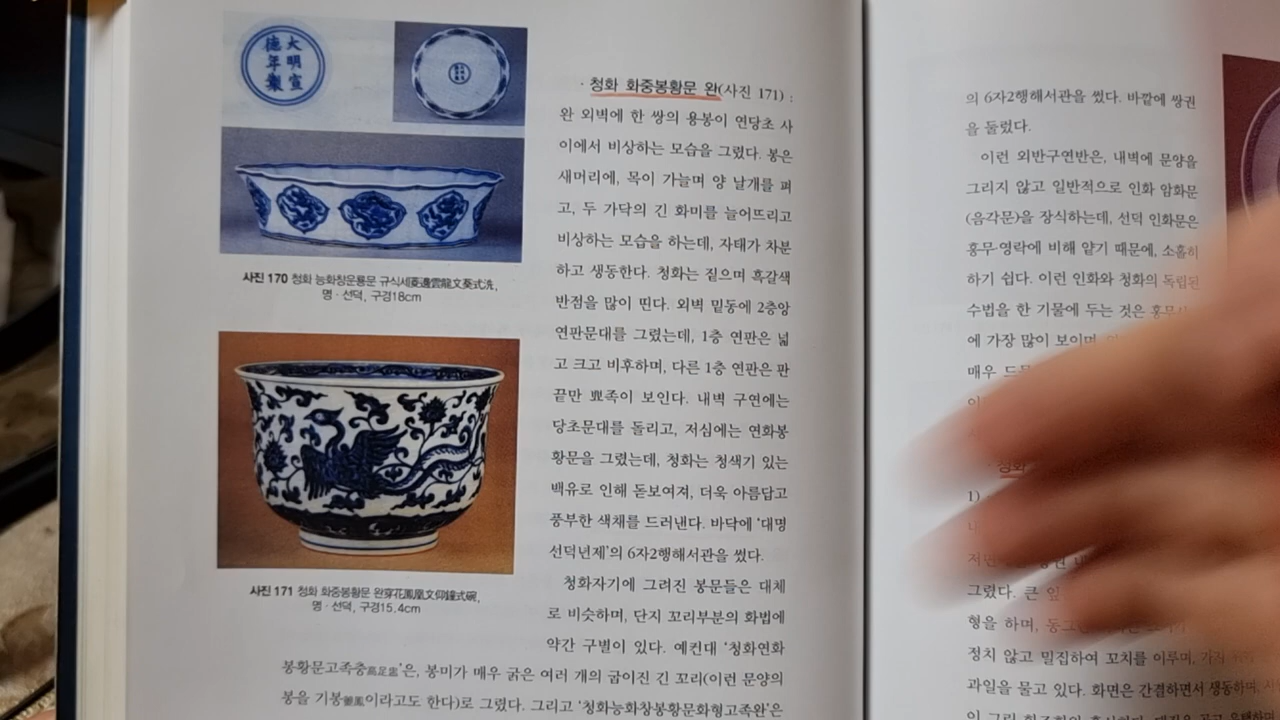 大明宣
德年製
사진 170 청화 능화창운룡문 규식세菱邊雲龍文葵式洗,
명 · 선덕, 구경18cm
사진 171 청화 화중봉황문 완穿花鳳凰文仰鐘式碗,
명 · 선덕, 구경15.4cm
· 청화 화중봉황문 완(사진 171) :
완 외벽에 한 쌍의 용봉이 연당초 사
이에서 비상하는 모습을 그렸다. 봉은
새머리에, 목이 가늘며 양 날개를 펴
고, 두 가닥의 긴 화미를 늘어뜨리고
비상하는 모습을 하는데, 자태가 차분
하고 생동한다. 청화는 짙으며 흑갈색
반점을 많이 띤다. 외벽 밑동에 2층앙
연판문대를 그렸는데, 1층 연판은 넓
고 크고 비후하며, 다른 1층 연판은 판
끝만 뾰족이 보인다. 내벽 구연에는
당초문대를 돌리고, 저심에는 연화봉
황문을 그렸는데, 청화는 청색기 있는
백유로 인해 돋보여져, 더욱 아름답고
풍부한 색채를 드러낸다. 바닥에 '대명
선덕년제'의 6자2행해서관을 썼다.
청화자기에 그려진 봉문들은 대체
로 비슷하며, 단지 꼬리부분의 화법에
약간 구별이 있다. 예컨대 '청화연화
봉황문고족충高足盅'은, 봉미가 매우 굵은 여러 개의 굽이진 긴 꼬리(이런 문양의
봉을 기봉이라고도 한다)로 그렸다. 그리고 '청화능화창봉황문화형고족완'은
의 6자2행해서관을 썼다. 바깥에 쌍권
을 둘렀다.
이런 외반구연반은, 내벽에 문양을
그리지 않고 일반적으로 인화 암화문
(음각문)을 장식하는데, 선덕 인화문은
홍무·영락에 비해 얕기 때문에, 소홀히
하기 쉽다. 이런 인화와 청화의 독립된
수법을 한 기물에 두는 것은
에 가장 많이 보이며,
매우
청화
1)
그렸다. 큰
형을 하며,
정치 않고 밀집하여 꼬치를 이루며,
과일을 물고 있다. 화면은 간결하면서 생동하며,